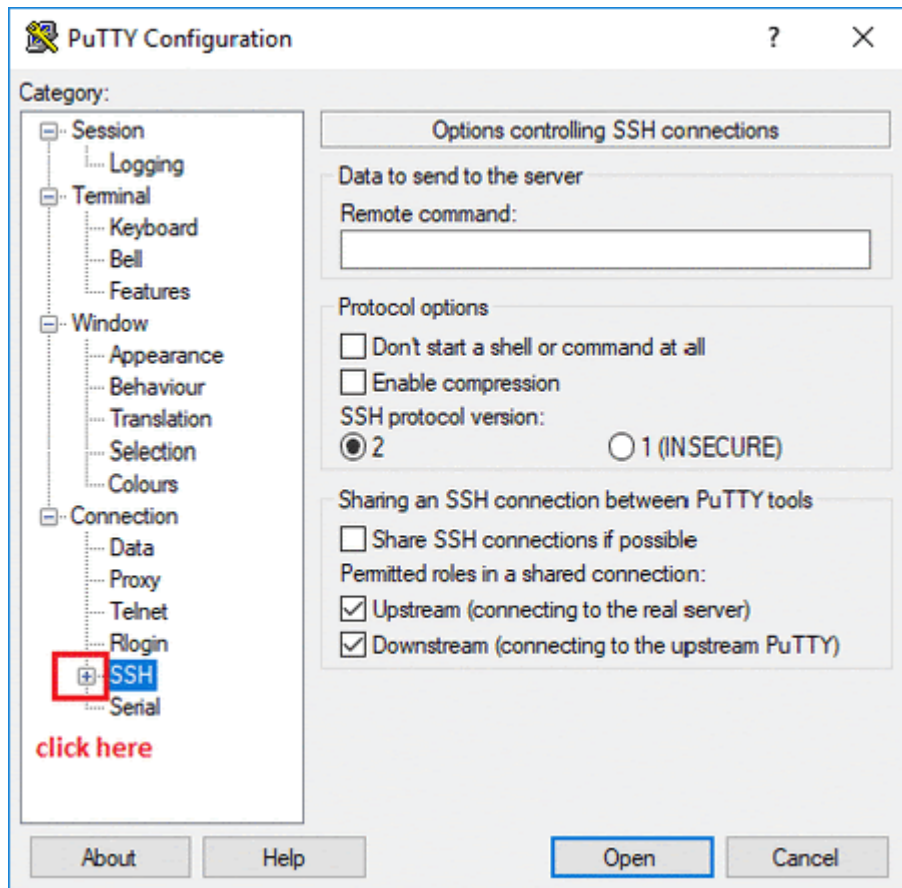 PuTTY Configuration
?
Category:
Session
Logging
Terminal
Keyboard
Bell
Features
Window
Appearance
Behaviour
Translation
Selection
Colours
Connection
Data
Proxy
Telnet
Rlogin
SSH
Serial
click here
Options controlling SSH connections
Data to send to the server
Remote command:
Protocol options
Don't start a shell or command at all
Enable compression
SSH protocol version:
2 1 (INSECURE)
Sharing an SSH connection between PuTTY tools
Share SSH connections if possible
Permitted roles in a shared connection:
Upstream (connecting to the real server)
Downstream (connecting to the upstream PuTTY)
About Help Open Cancel